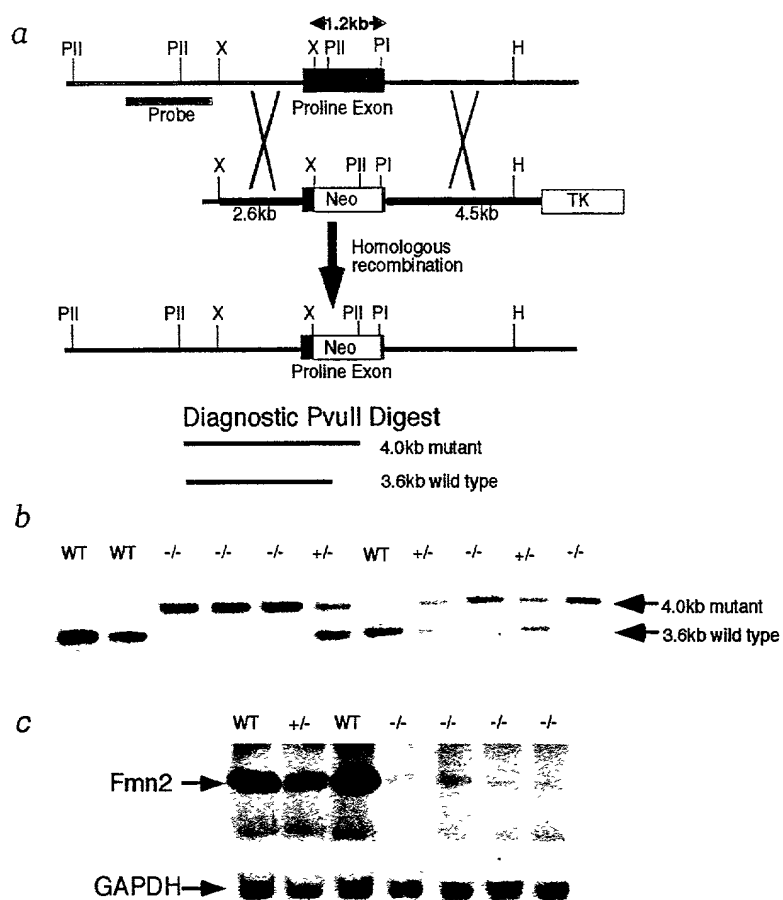 a
1.2kb
PII PII X X PII PI H
Probe
Proline Exon
X X PII PI H
Neo
TK
2.6kb
4.5kb
Homologous
recombination
PII PII X X PII PI H
Neo
Proline Exon
Diagnostic PvuII Digest
4.0kb mutant
3.6kb wild type
b
WT WT -/- -/- -/- +/- WT +/- -/- +/- -/-
4.0kb mutant
3.6kb wild type
c
WT +/- WT -/- -/- -/- -/-
Fmn2
GAPDH